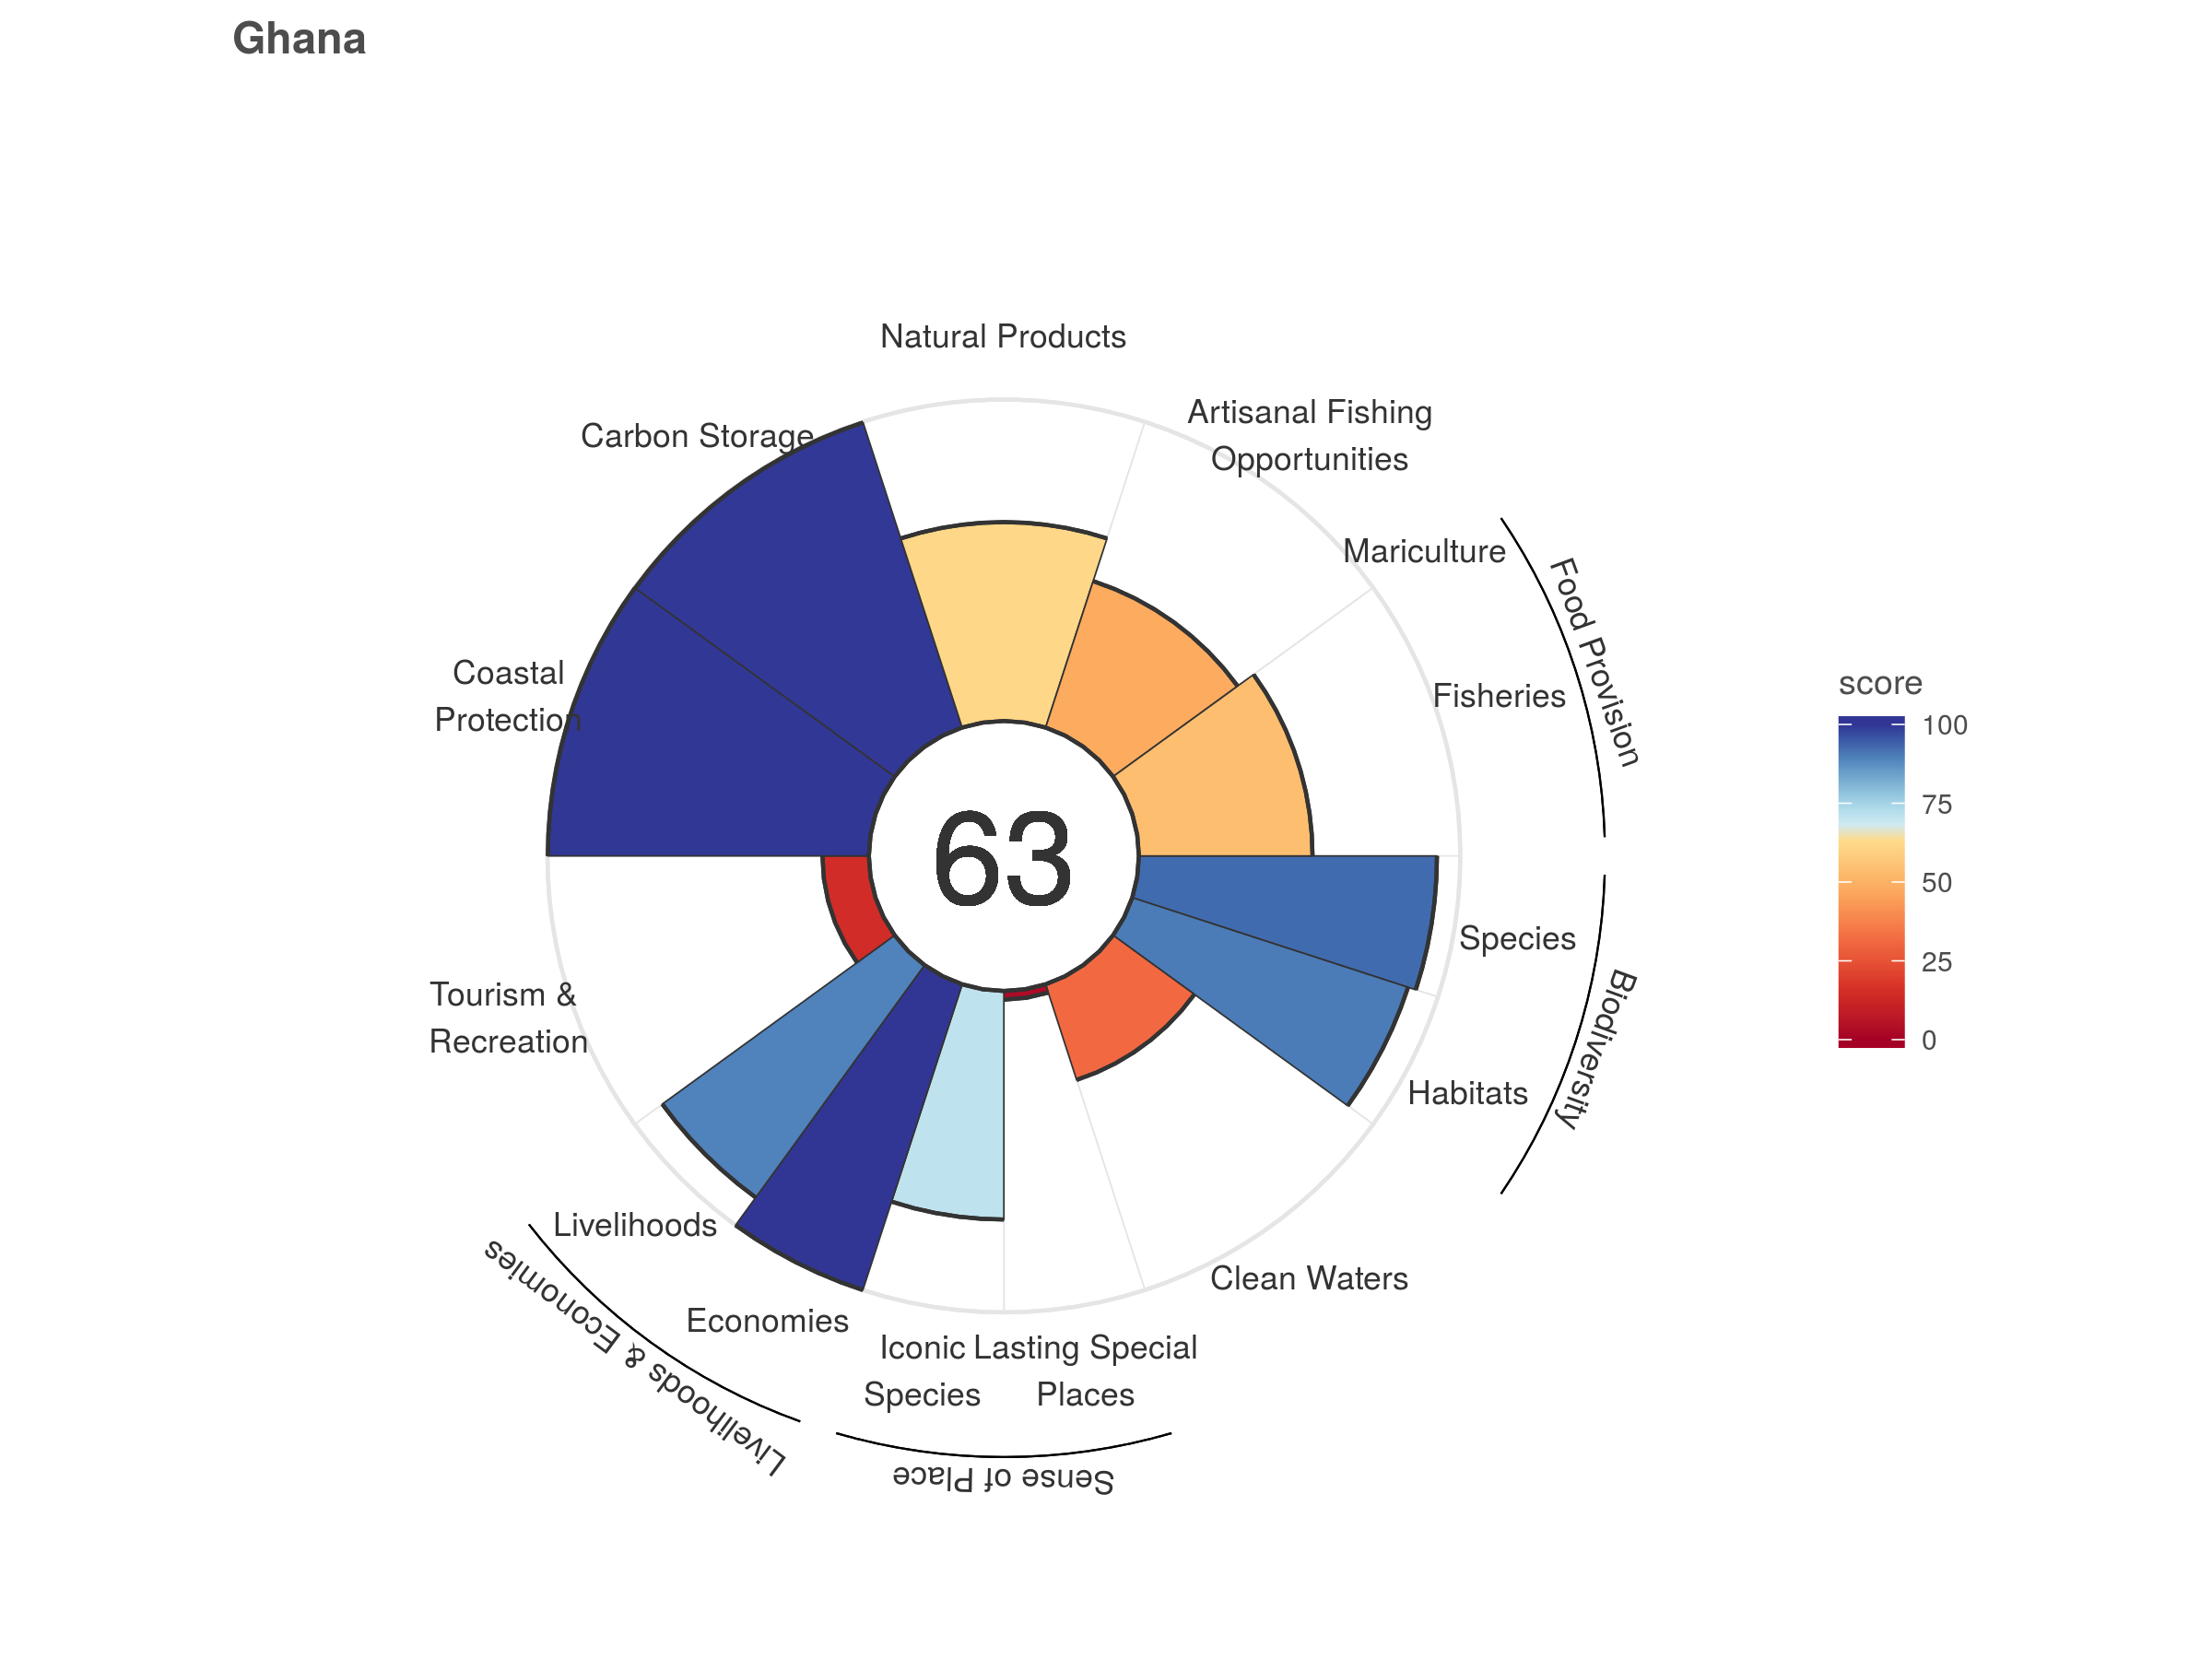 Ghana
Natural Products
Artisanal Fishing
Opportunities
Carbon Storage
Mariculture
Food Provision
Fisheries
Coastal
Protection
score
100
75
50
25
0
63
Species
Biodiversity
Tourism &
Recreation
Habitats
Livelihoods
Clean Waters
Livelihoods & Economies
Economies
Iconic
Species
Lasting Special
Places
Sense of Place